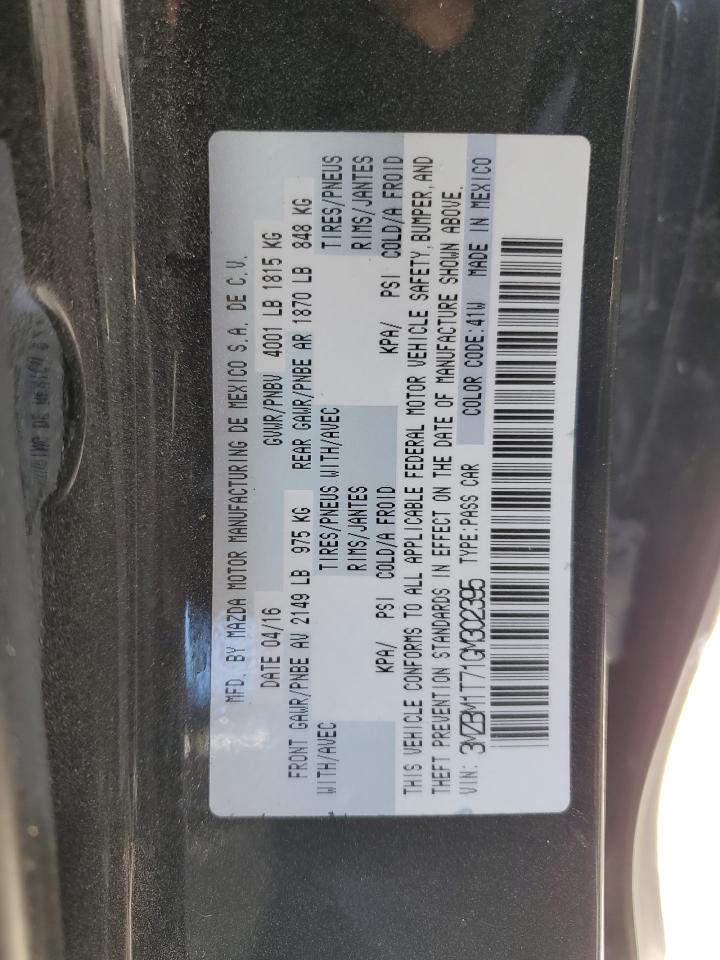 MFD. BY MAZDA MOTOR MANUFACTURING DE MEXICO S.A. DE C.V.
DATE 04/16 GVWR/PNBV 4001 LB 1815 KG
FRONT GAWR/PNBE AV 2149 LB 975 KG REAR GAWR/PNBE AR 1870 LB 848 KG
WITH/AVEC TIRES/PNEUS WITH/AVEC TIRES/PNEUS
RIMS/JANTES RIMS/JANTES
KPA/ PSI COLD/A FROID KPA/ PSI COLD/A FROID
THIS VEHICLE CONFORMS TO ALL APPLICABLE FEDERAL MOTOR VEHICLE SAFETY, BUMPER, AND
THEFT PREVENTION STANDARDS IN EFFECT ON THE DATE OF MANUFACTURE SHOWN ABOVE.
VIN: 3MZBM1T71GM302395 TYPE:PASS CAR COLOR CODE:41W MADE IN MEXICO